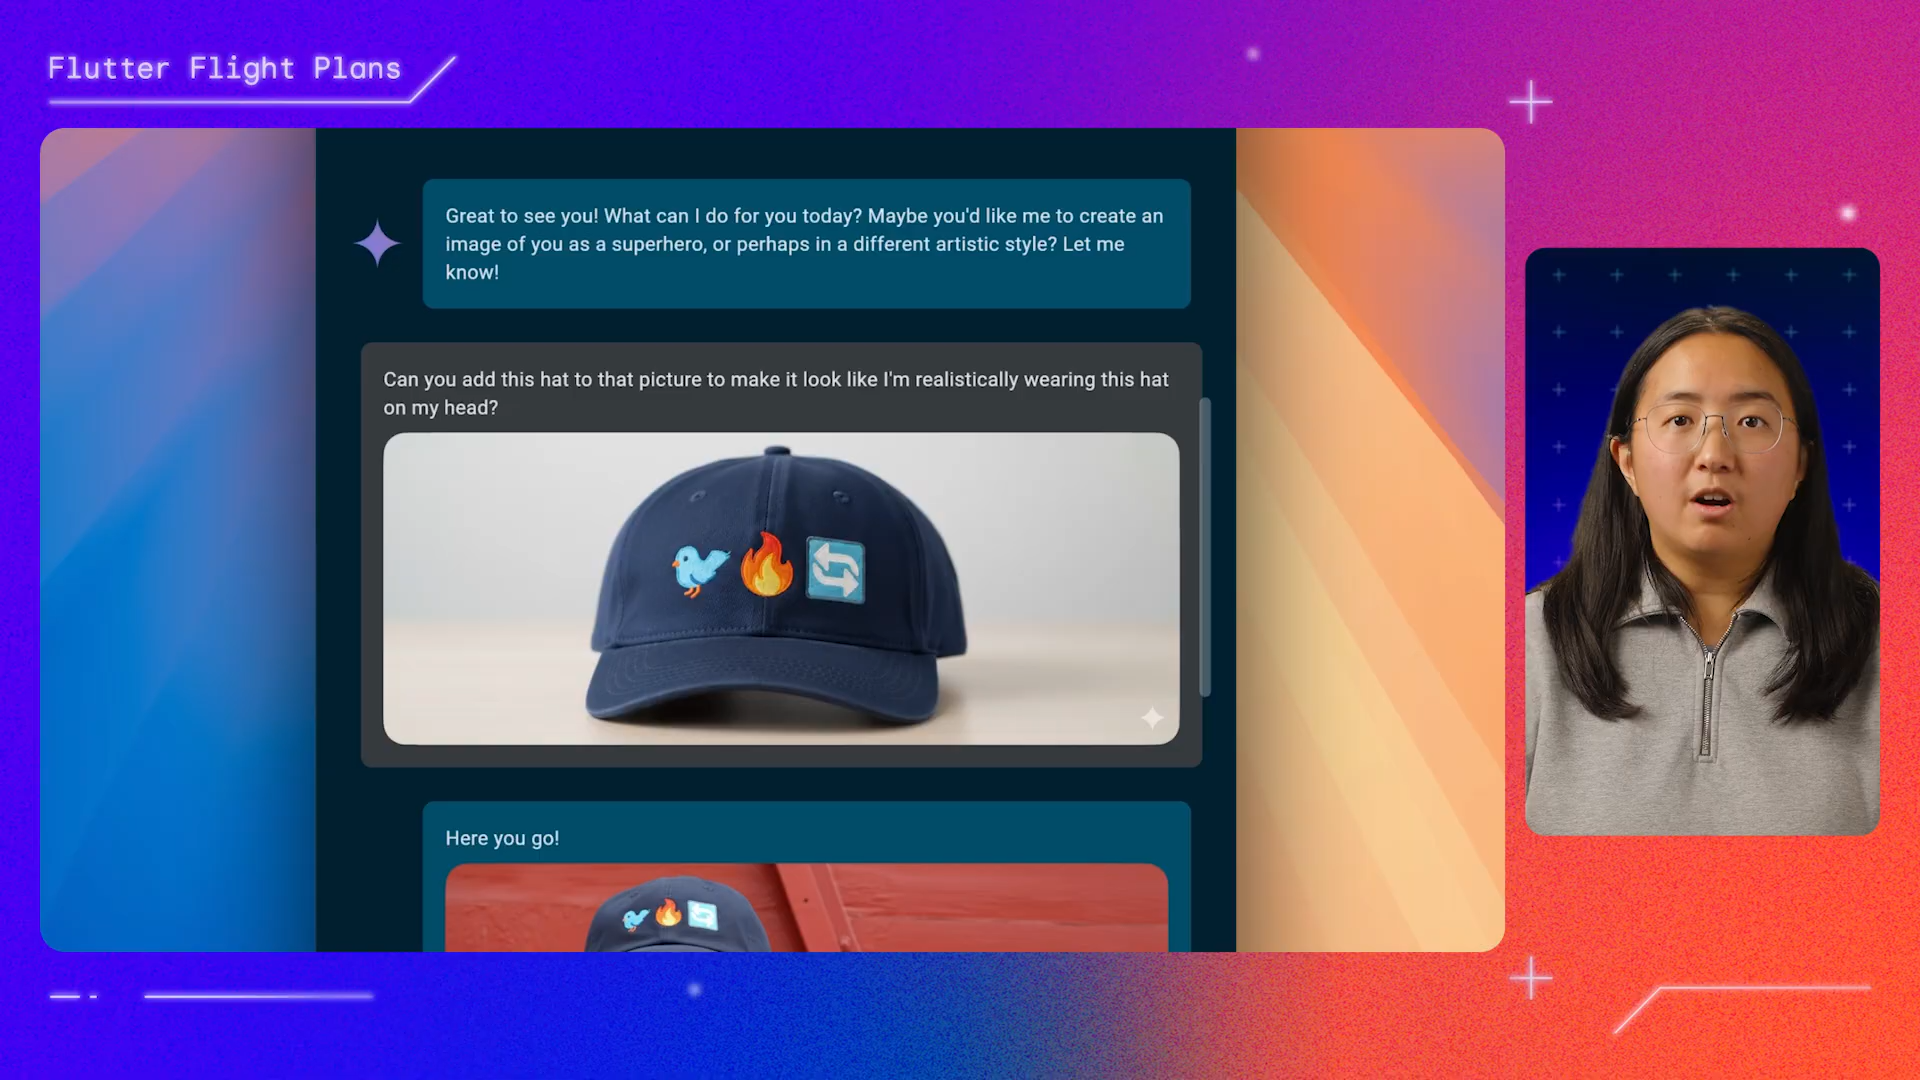 Flutter Flight Plans
Great to see you! What can I do for you today? Maybe you'd like me to create an
image of you as a superhero, or perhaps in a different artistic style? Let me
know!
Can you add this hat to that picture to make it look like I'm realistically wearing this hat
on my head?
Here you go!